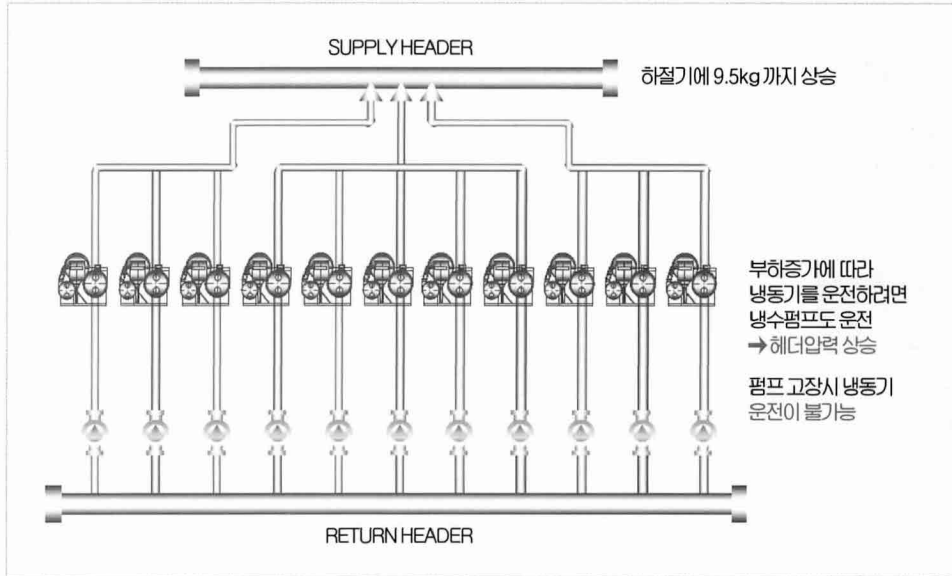 SUPPLY HEADER
하절기에 9.5kg 까지 상승
부하증가에 따라
냉동기를 운전하려면
냉수펌프도 운전
➔헤더압력 상승
펌프 고장시 냉동기
운전이 불가능
RETURN HEADER